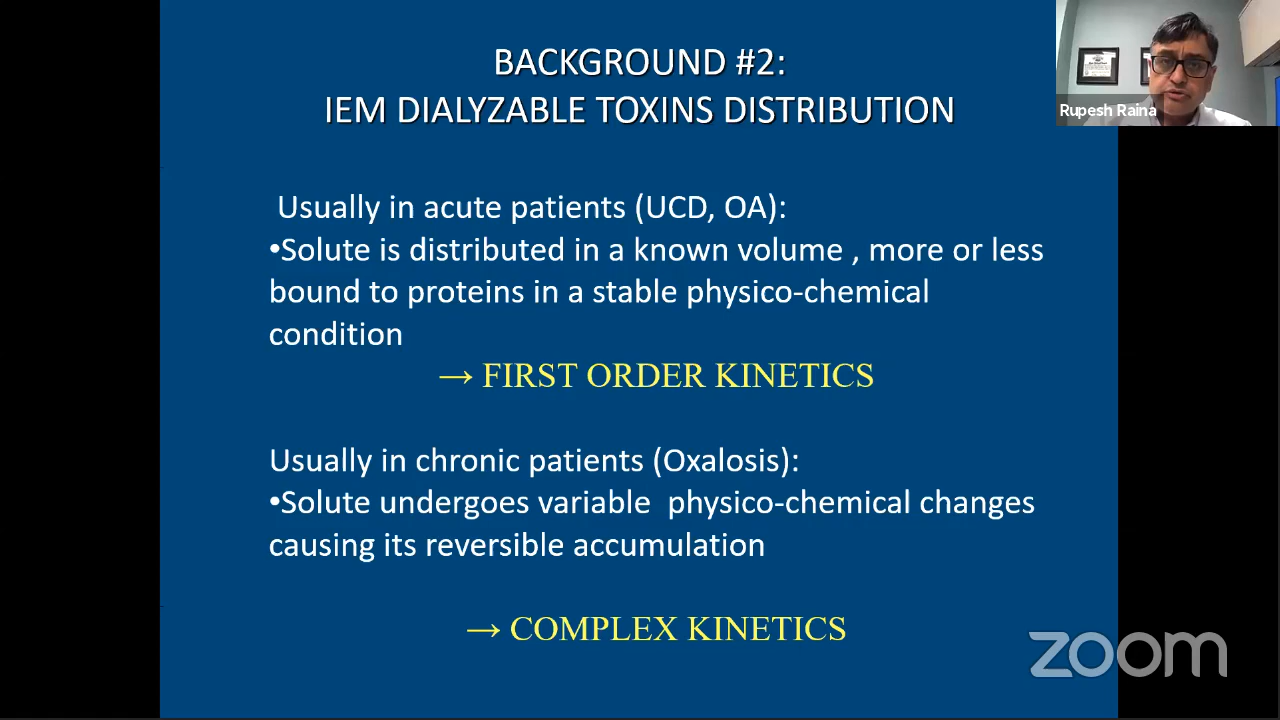 BACKGROUND #2:
IEM DIALYZABLE TOXINS DISTRIBUTION
Rupesh Raina
Usually in acute patients (UCD, OA):
•Solute is distributed in a known volume , more or less
bound to proteins in a stable physico-chemical
condition
→ FIRST ORDER KINETICS
Usually in chronic patients (Oxalosis):
•Solute undergoes variable  physico-chemical changes
causing its reversible accumulation
→ COMPLEX KINETICS
zoom